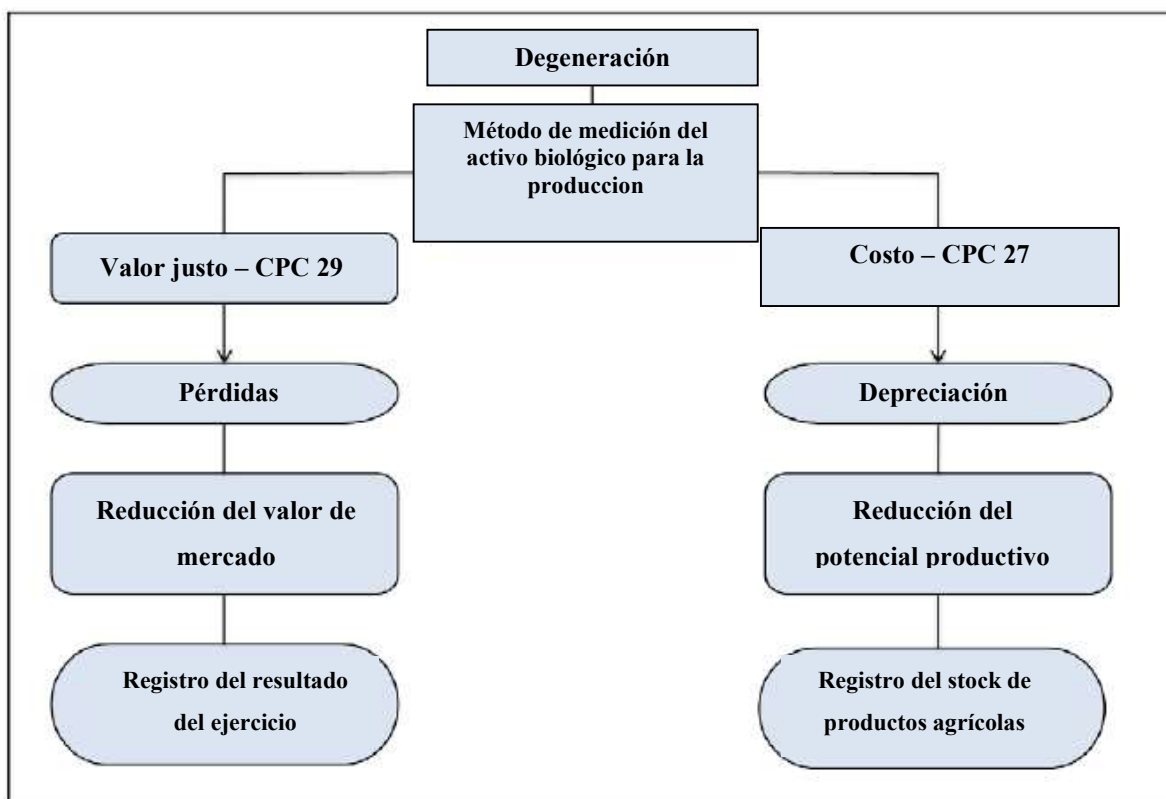 Degeneración
Método de medición del
activo biológico para la
produccion
Valor justo – CPC 29
Costo – CPC 27
Pérdidas
Depreciación
Reducción del valor de
mercado
Reducción del
potencial productivo
Registro del resultado
del ejercicio
Registro del stock de
productos agrícolas